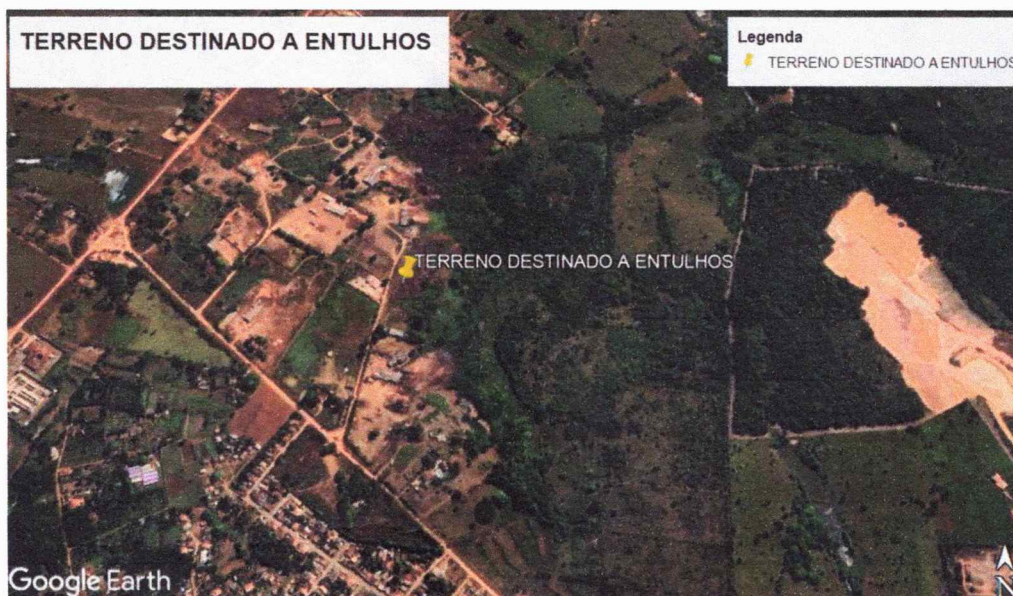 TERRENO DESTINADO A ENTULHOS
Legenda
TERRENO DESTINADO A ENTULHOS
TERRENO DESTINADO A ENTULHOS
Google Earth
N